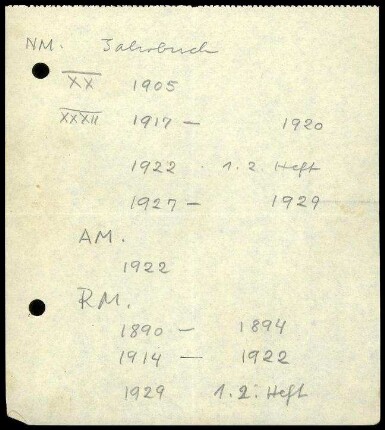 NM. Jahrbuch
XX 1905
XXXII 1917 — 1920
1922 . 1. 2. Heft
1927 — 1929
AM.
1922
RM.
1890 — 1894
1914 — 1922
1929 1. 2. Heft